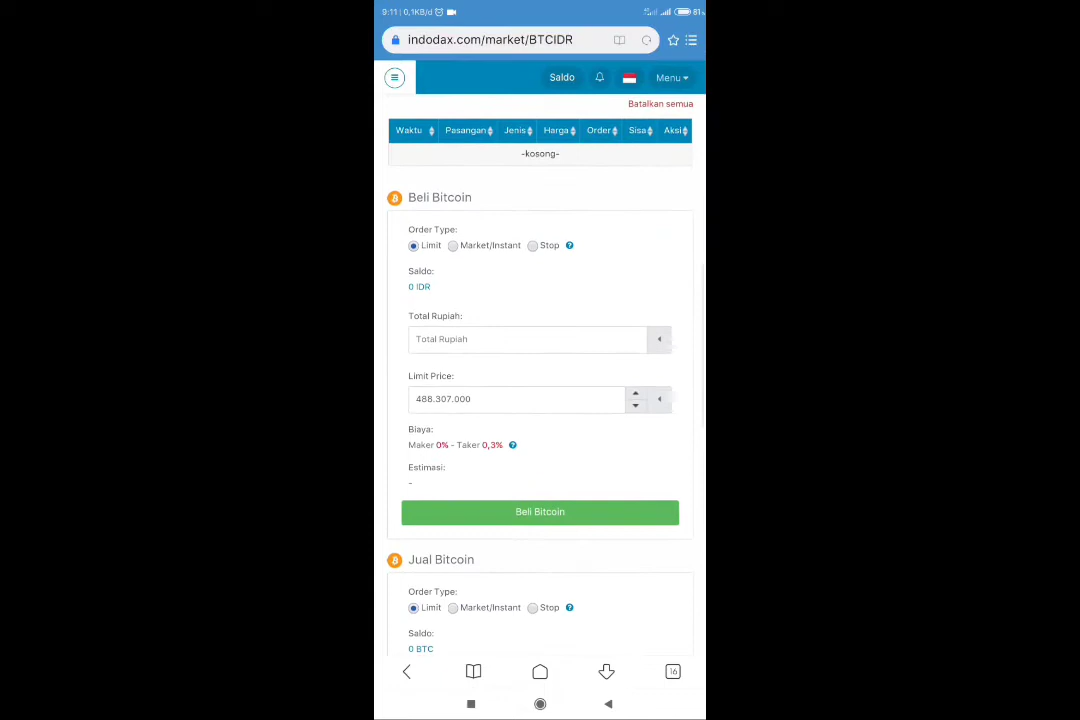 9:11 | 0,1KB/d
81%
indodax.com/market/BTCIDR
Saldo
Menu
Batalkan semua
Waktu Pasangan Jenis Harga Order Sisa Aksi
-kosong-
Beli Bitcoin
Order Type:
Limit Market/Instant Stop ?
Saldo:
0 IDR
Total Rupiah:
Total Rupiah
Limit Price:
488.307.000
Biaya:
Maker 0% - Taker 0,3% ?
Estimasi:
-
Beli Bitcoin
Jual Bitcoin
Order Type:
Limit Market/Instant Stop ?
Saldo:
0 BTC
16